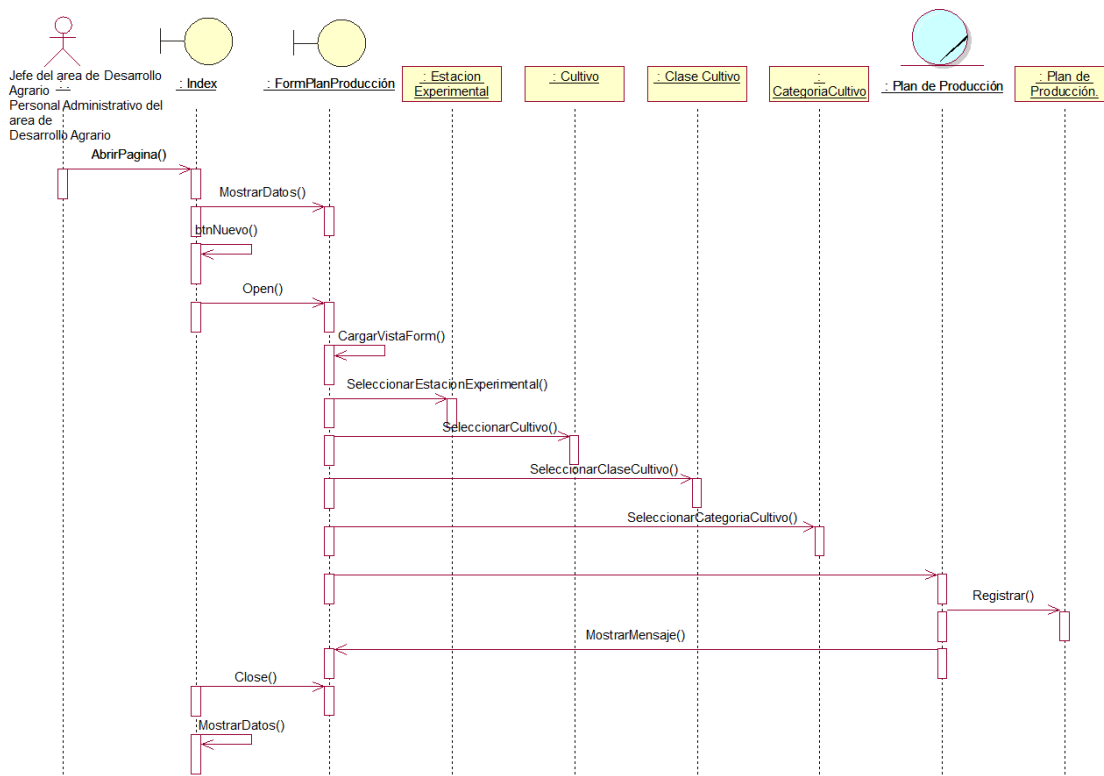 Jefe del area de Desarrollo
Agrario : .:
Personal Administrativo del
area de
Desarrollo Agrario
: Index
: FormPlanProducción
: Estacion
Experimental
: Cultivo
: Clase Cultivo
:
CategoriaCultivo
: Plan de Producción
: Plan de
Producción.
AbrirPagina()
MostrarDatos()
btnNuevo()
Open()
CargarVistaForm()
SeleccionarEstacionExperimental()
SeleccionarCultivo()
SeleccionarClaseCultivo()
SeleccionarCategoriaCultivo()
Registrar()
MostrarMensaje()
Close()
MostrarDatos()